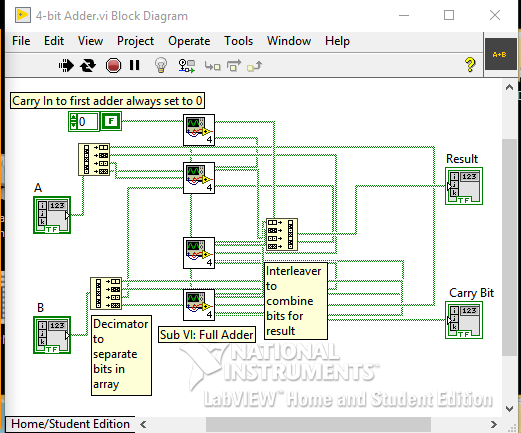 4-bit Adder.vi Block Diagram
File Edit View Project Operate Tools Window Help
A+B
Carry In to first adder always set to 0
0 F
4
A
123
TF
4
Result
123
TF
4
B
123
TF
Decimator
to
separate
bits in
array
4
Sub VI: Full Adder
Interleaver
to
combine
bits for
result
Carry Bit
123
TF
NATIONAL
INSTRUMENTS
LabVIEW™ Home and Student Edition
Home/Student Edition